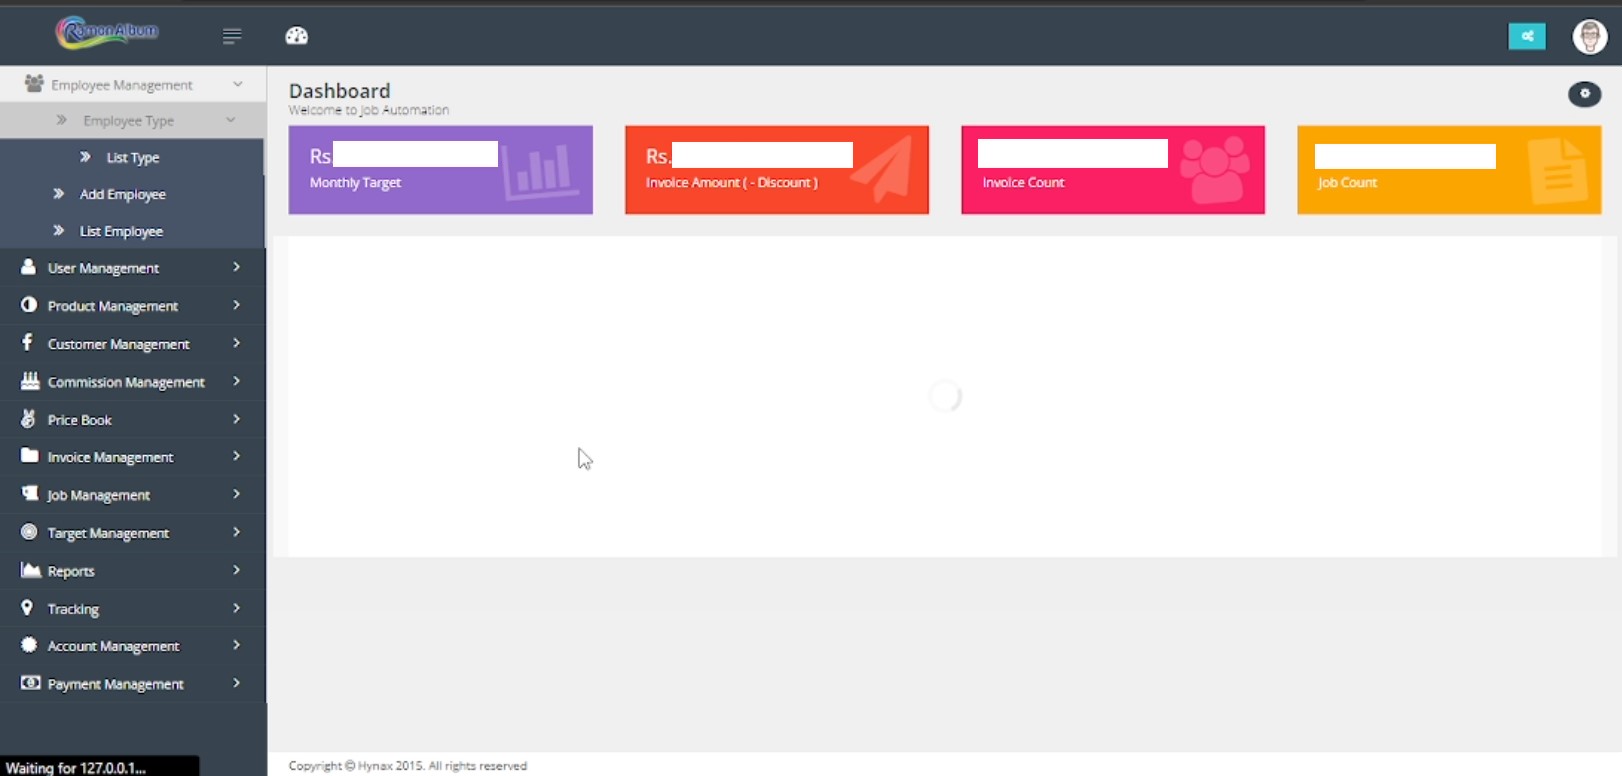 RamonAlbum
Employee Management
Employee Type
List Type
Add Employee
List Employee
User Management
Product Management
Customer Management
Commission Management
Price Book
Invoice Management
Job Management
Target Management
Reports
Tracking
Account Management
Payment Management
Waiting for 127.0.0.1...
Dashboard
Welcome to Job Automation
Rs
Monthly Target
Rs.
Invoice Amount ( - Discount )
Invoice Count
Job Count
Copyright © Hynax 2015. All rights reserved